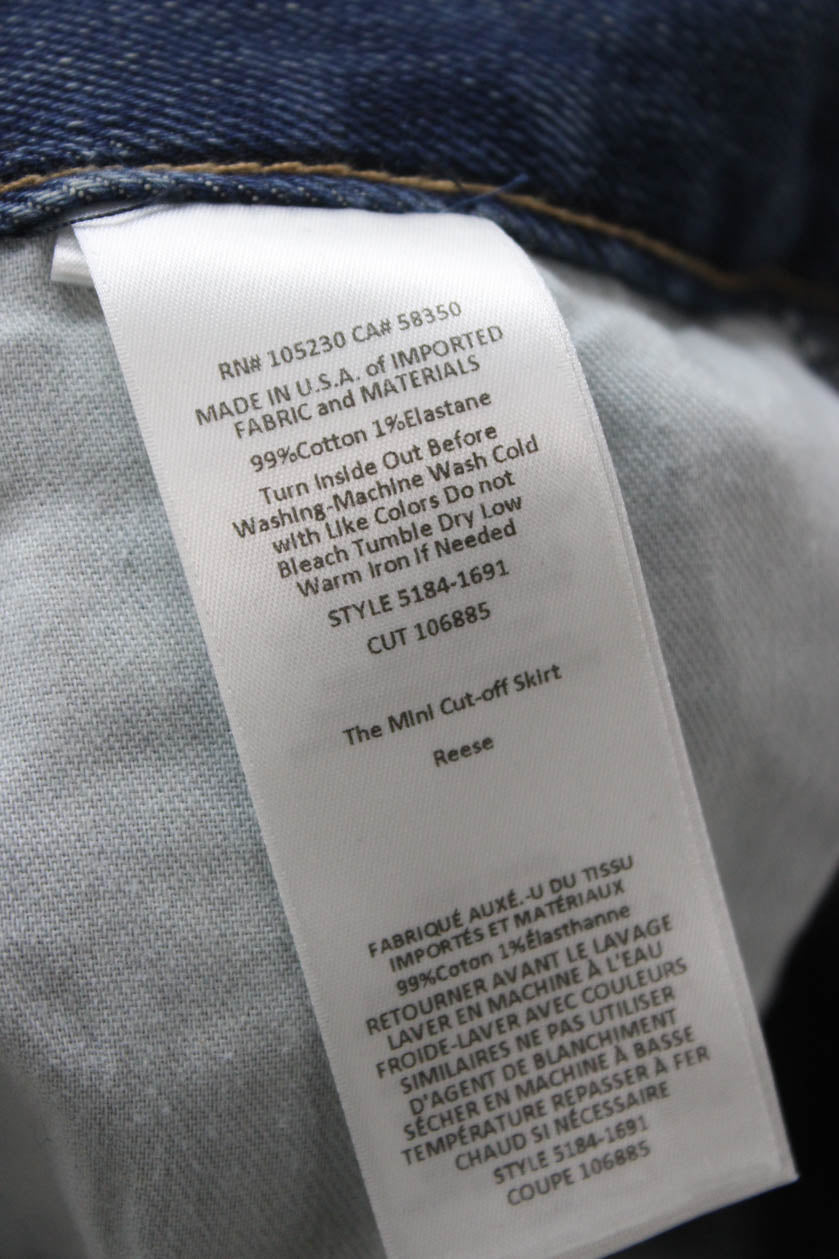 RN# 105230 CA# 58350
MADE IN U.S.A. of IMPORTED
FABRIC and MATERIALS
99%Cotton 1%Elastane
Turn Inside Out Before
Washing-Machine Wash Cold
with Like Colors Do not
Bleach Tumble Dry Low
Warm Iron If Needed
STYLE 5184-1691
CUT 106885
The Mini Cut-off Skirt
Reese
FABRIQUÉ AUXÉ.-U DU TISSU
IMPORTÉS ET MATÉRIAUX
99%Coton 1%Élasthanne
RETOURNER AVANT LE LAVAGE
LAVER EN MACHINE À L'EAU
FROIDE-LAVER AVEC COULEURS
SIMILAIRES NE PAS UTILISER
D'AGENT DE BLANCHIMENT
SÉCHER EN MACHINE À BASSE
TEMPÉRATURE REPASSER À FER
CHAUD SI NÉCESSAIRE
STYLE 5184-1691
COUPE 106885